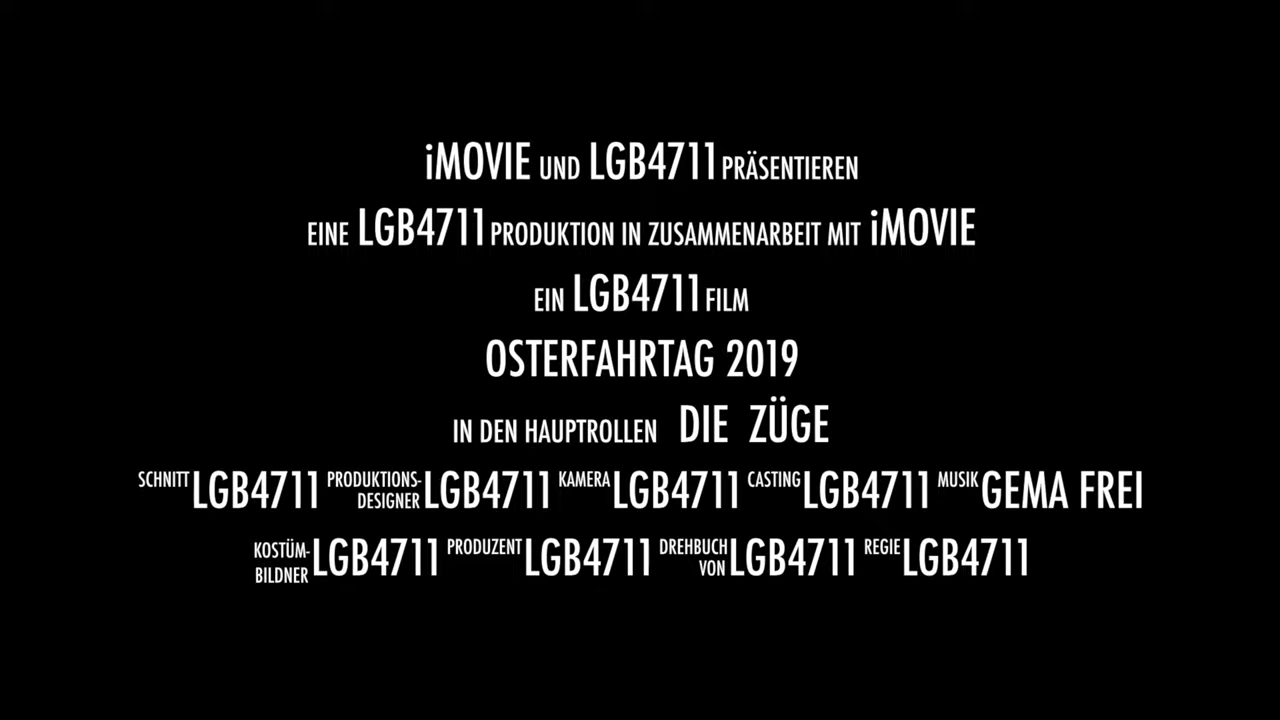 iMOVIE UND LGB4711 PRÄSENTIEREN
EINE LGB4711 PRODUKTION IN ZUSAMMENARBEIT MIT iMOVIE
EIN LGB4711 FILM
OSTERFAHRTAG 2019
IN DEN HAUPTROLLEN DIE ZÜGE
SCHNITT LGB4711 PRODUKTIONS-DESIGNER LGB4711 KAMERA LGB4711 CASTING LGB4711 MUSIK GEMA FREI
KOSTÜM-BILDNER LGB4711 PRODUZENT LGB4711 DREHBUCH VON LGB4711 REGIE LGB4711